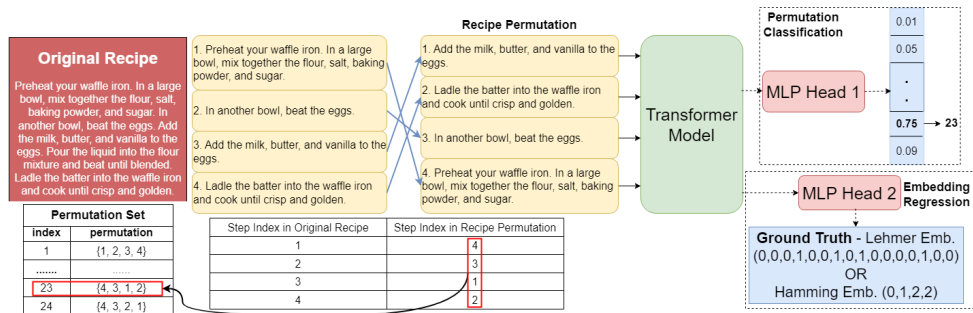 Original Recipe
Preheat your waffle iron. In a large
bowl, mix together the flour, salt,
baking powder, and sugar. In
another bowl, beat the eggs. Add
the milk, butter, and vanilla to the
eggs. Pour the liquid into the flour
mixture and beat until blended.
Ladle the batter into the waffle iron
and cook until crisp and golden.
1. Preheat your waffle iron. In a large
bowl, mix together the flour, salt, baking
powder, and sugar.
2. In another bowl, beat the eggs.
3. Add the milk, butter, and vanilla to the
eggs.
4. Ladle the batter into the waffle iron
and cook until crisp and golden.
Recipe Permutation
1. Add the milk, butter, and vanilla to the
eggs.
2. Ladle the batter into the waffle iron
and cook until crisp and golden.
3. In another bowl, beat the eggs.
4. Preheat your waffle iron. In a large
bowl, mix together the flour, salt, baking
powder, and sugar.
Transformer
Model
Permutation
Classification
MLP Head 1
0.01
0.05
.
.
0.75
23
0.09
MLP Head 2
Embedding
Regression
Ground Truth - Lehmer Emb.
(0,0,0,1,0,0,1,0,1,0,0,0,0,1,0,0)
OR
Hamming Emb. (0,1,2,2)
Permutation Set
index permutation
1 {1, 2, 3, 4}
....... ......
23 {4, 3, 1, 2}
24 {4, 3, 2, 1}
Step Index in Original Recipe Step Index in Recipe Permutation
1 4
2 3
3 1
4 2